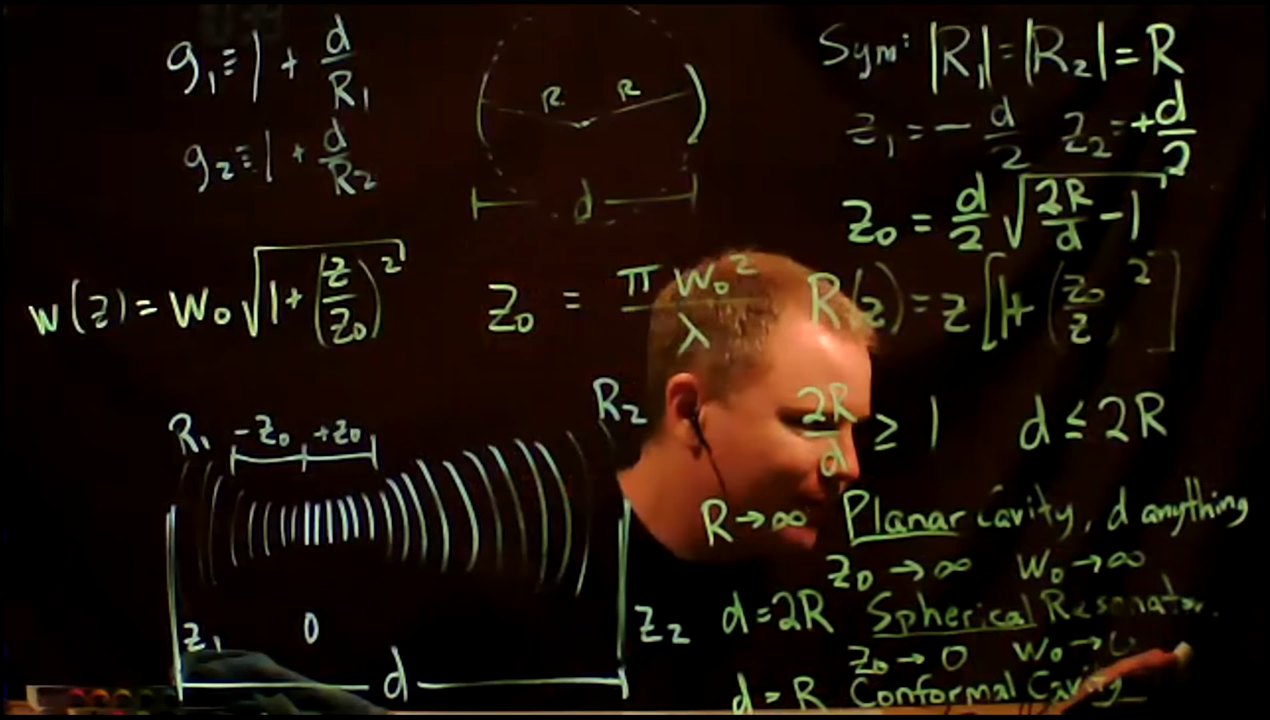 g₁ ≡ 1 + d/R₁
g₂ ≡ 1 + d/R₂
R R
d
Sym: |R₁| = |R₂| = R
z₁ = -d/2 z₂ = +d/2
z₀ = d/2 √(2R/d - 1)
w(z) = w₀ √(1 + (z/z₀)²)
z₀ = πw₀²/λ
R(z) = z[1 + (z₀/z)²]
R₁ -z₀ +z₀ R₂
z₁ 0 z₂
d
2R/d ≥ 1 d ≤ 2R
R → ∞ Planar Cavity, d anything
z₀ → ∞ w₀ → ∞
d = 2R Spherical Resonator.
z₀ → 0 w₀ →
d = R Conformal Cavity